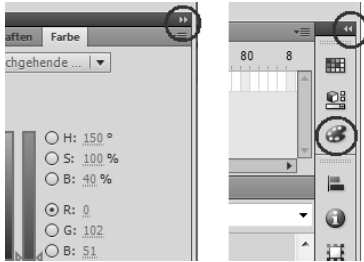 aften Farbe
chgehende ...
H: 150 °
S: 100 %
B: 40 %
R: 0
G: 102
B: 51
80 8